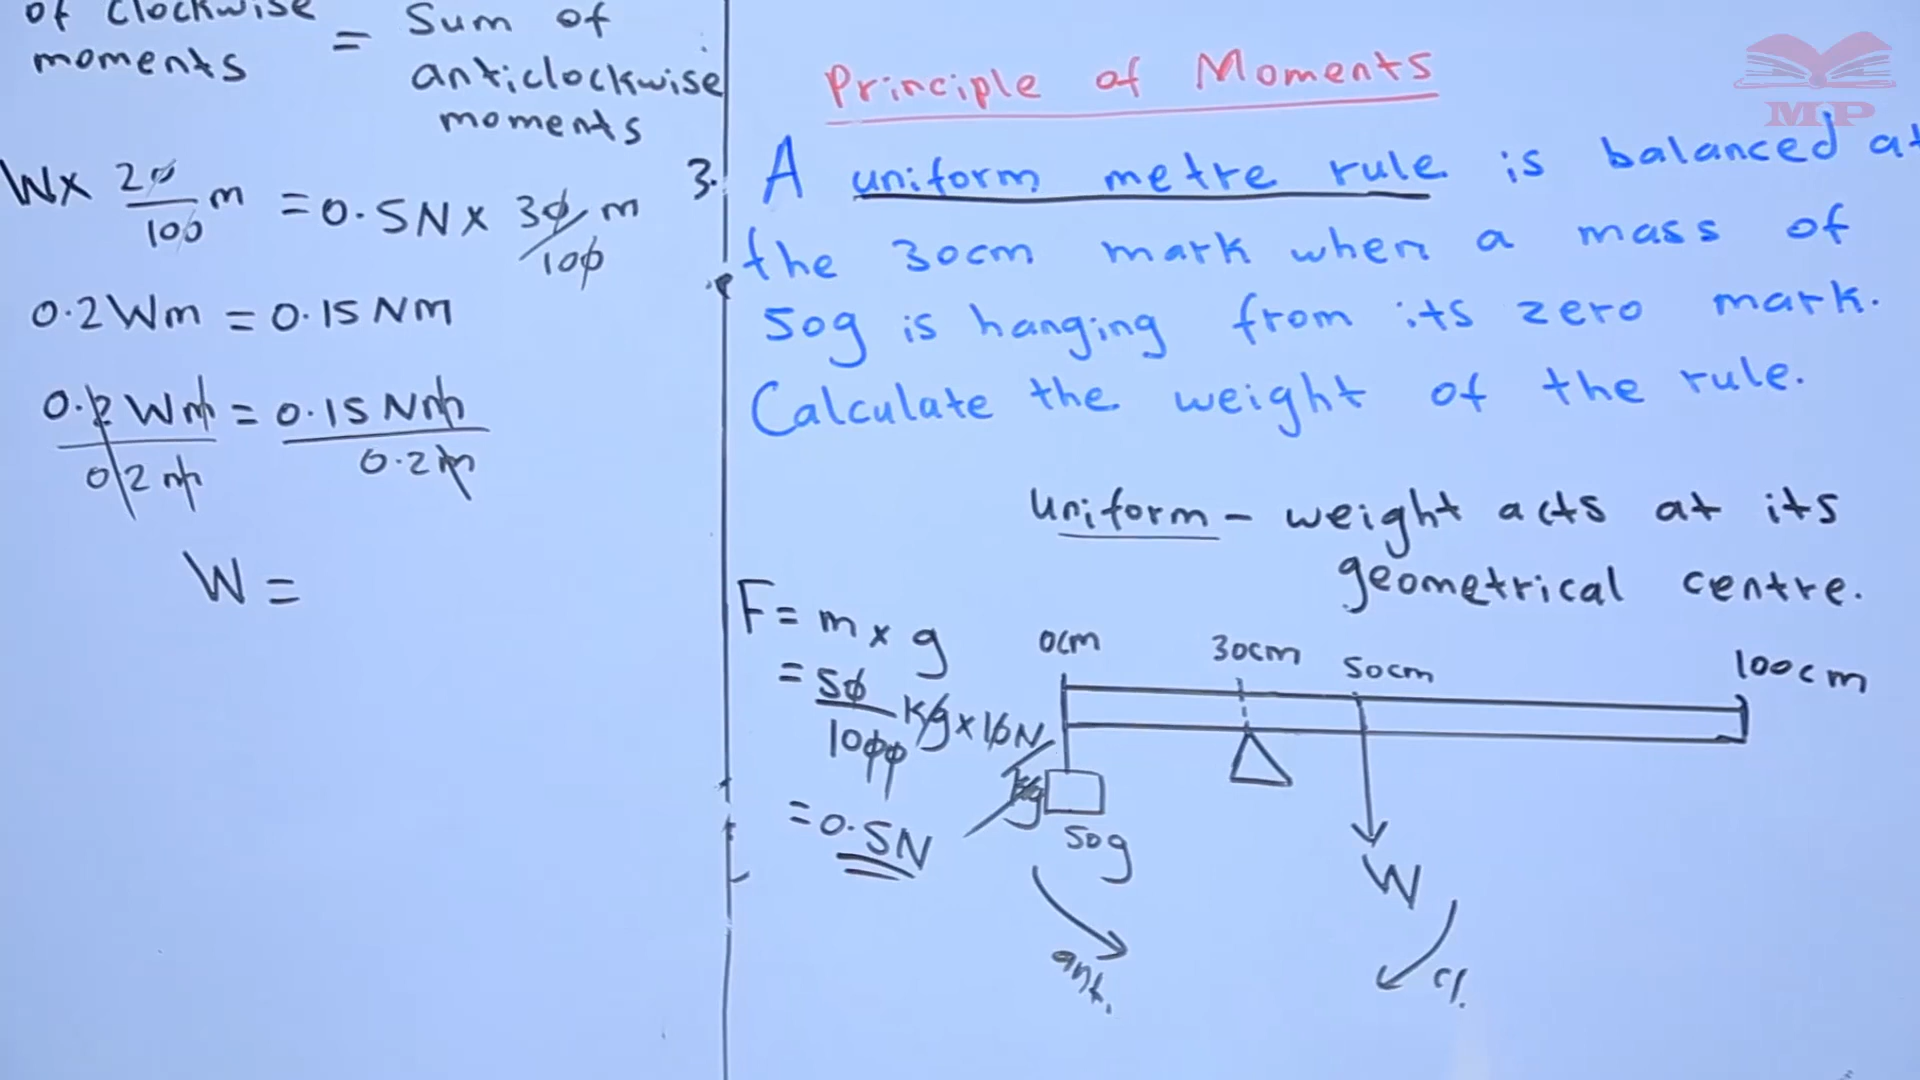 of clockwise
moments
= Sum of
anticlockwise
moments
W x 20/100 m = 0.5N x 30/100 m
0.2Wm = 0.15Nm
0.2Wm/0.2m = 0.15Nm/0.2m
W =
MP
Principle of Moments
3. A uniform metre rule is balanced at
the 30cm mark when a mass of
50g is hanging from its zero mark.
Calculate the weight of the rule.
Uniform - weight acts at its
geometrical centre.
F = m x g
= 50/1000 kg x 10N/kg
= 0.5N
0cm
30cm
50cm
100cm
50g
W
ant.
cl.